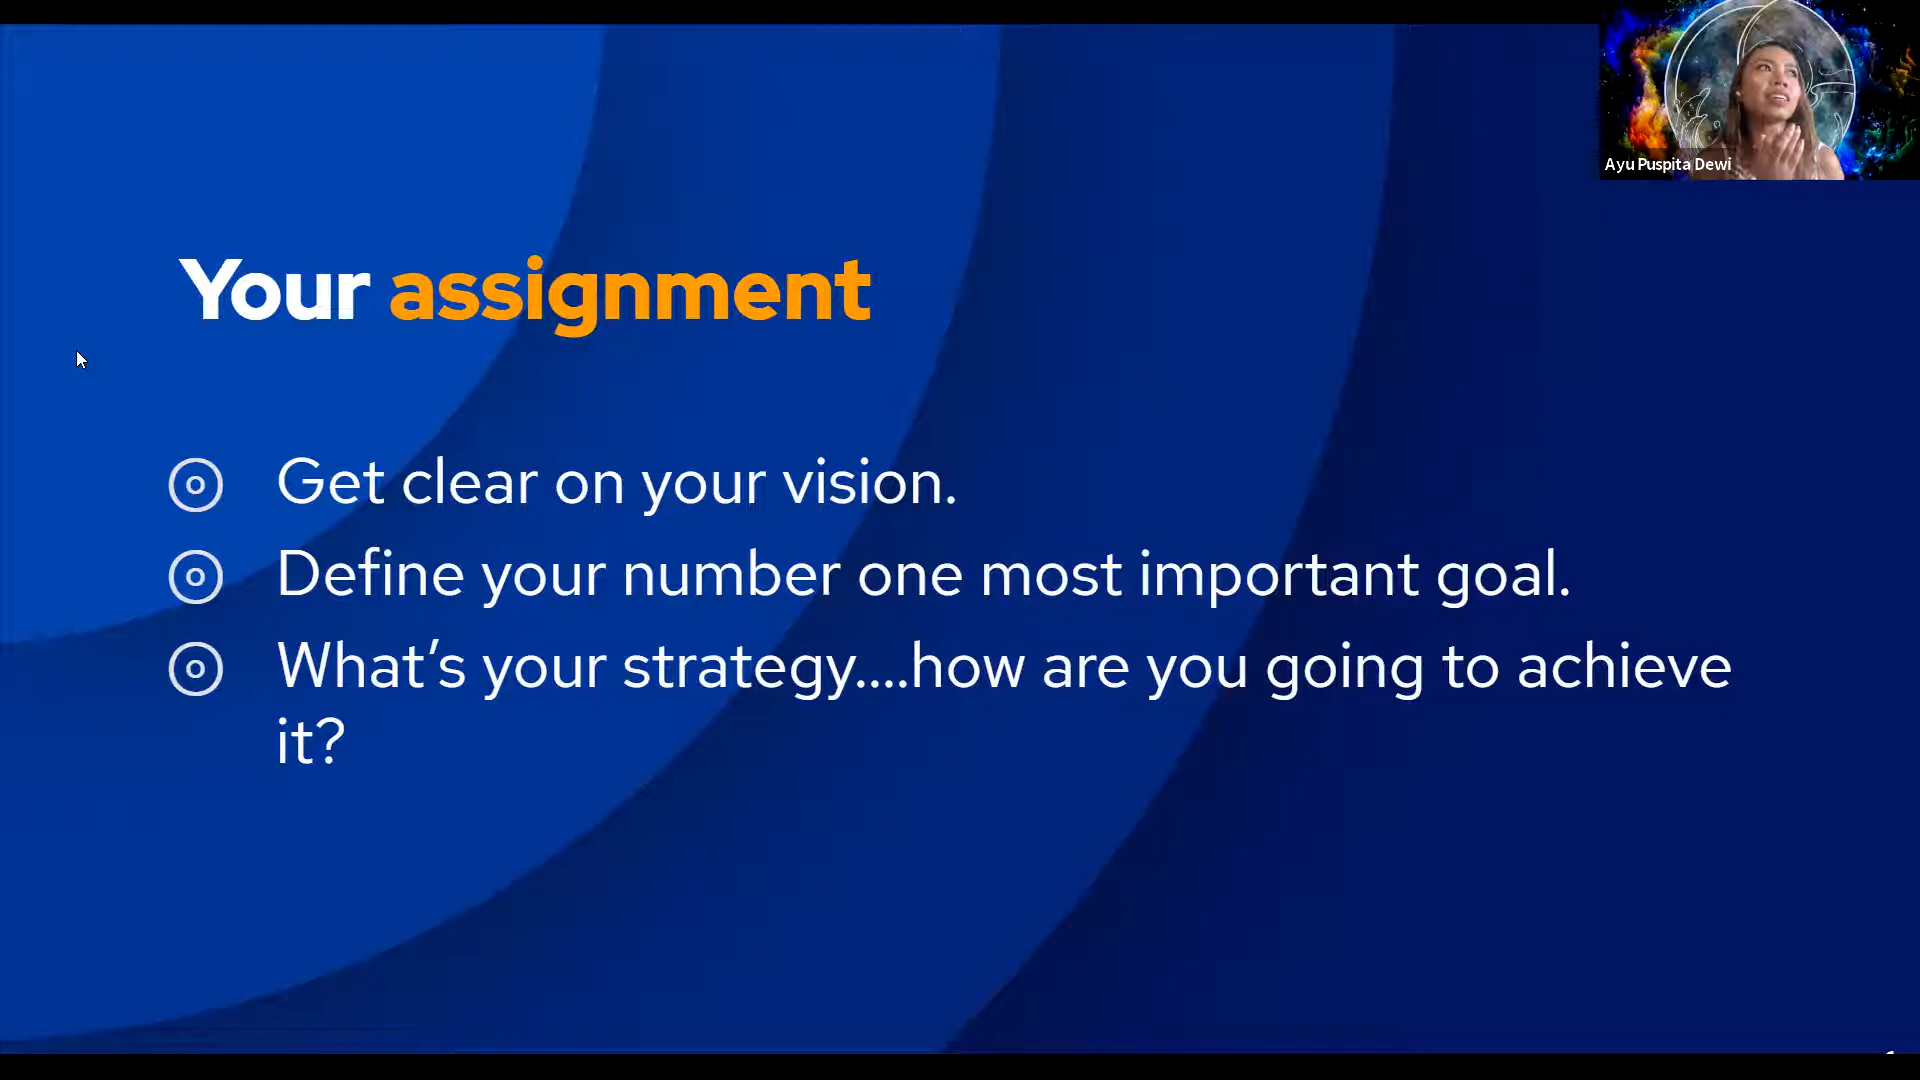 Ayu Puspita Dewi
Your assignment
Get clear on your vision.
Define your number one most important goal.
What’s your strategy....how are you going to achieve
it?